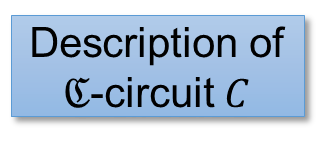 Description of
ℭ-circuit 𝐶